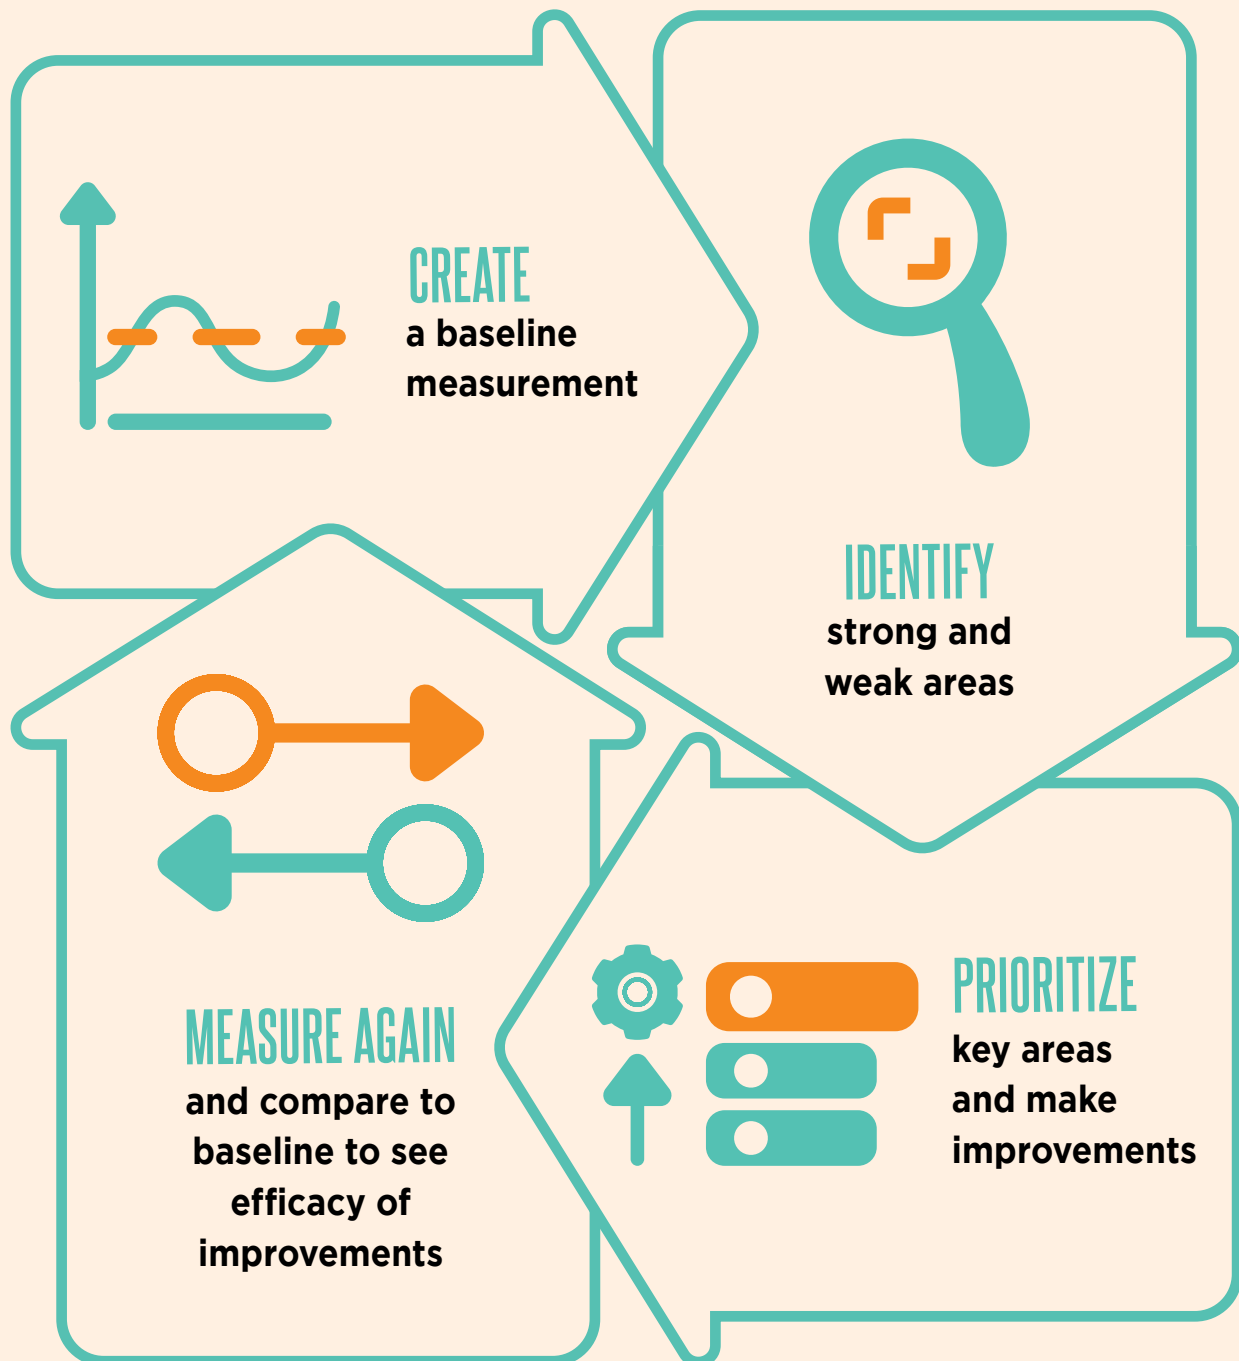 CREATE
a baseline
measurement
IDENTIFY
strong and
weak areas
PRIORITIZE
key areas
and make
improvements
MEASURE AGAIN
and compare to
baseline to see
efficacy of
improvements